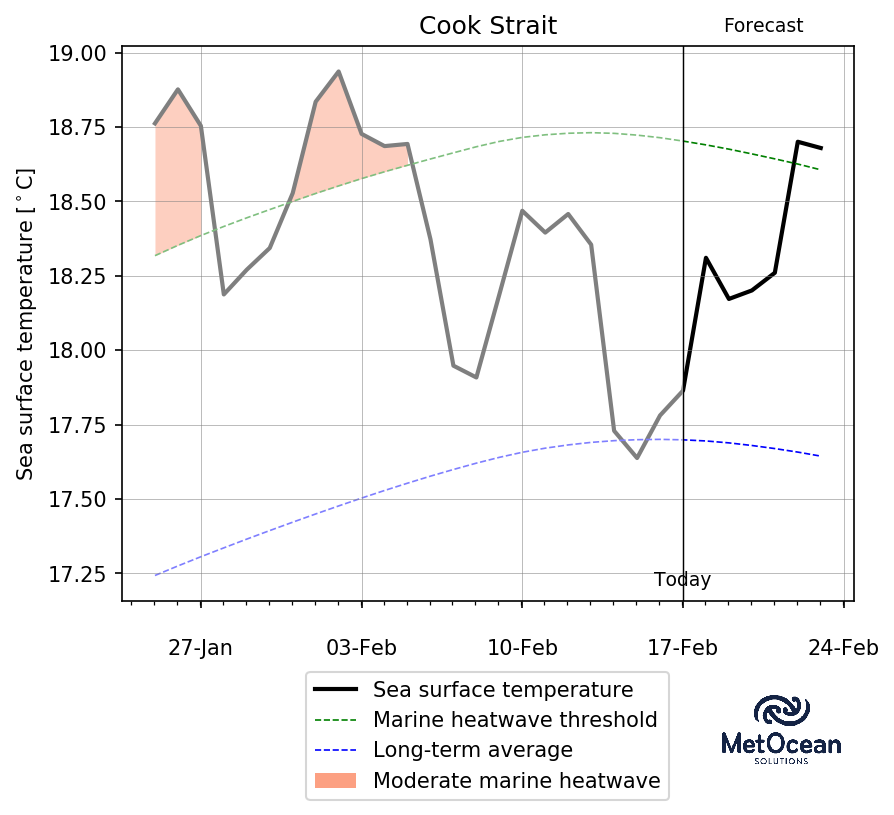 Cook Strait
Forecast
19.00
18.75
18.50
18.25
18.00
17.75
17.50
17.25
Sea surface temperature [°C]
Today
27-Jan 03-Feb 10-Feb 17-Feb 24-Feb
Sea surface temperature
Marine heatwave threshold
Long-term average
Moderate marine heatwave
MetOcean
SOLUTIONS